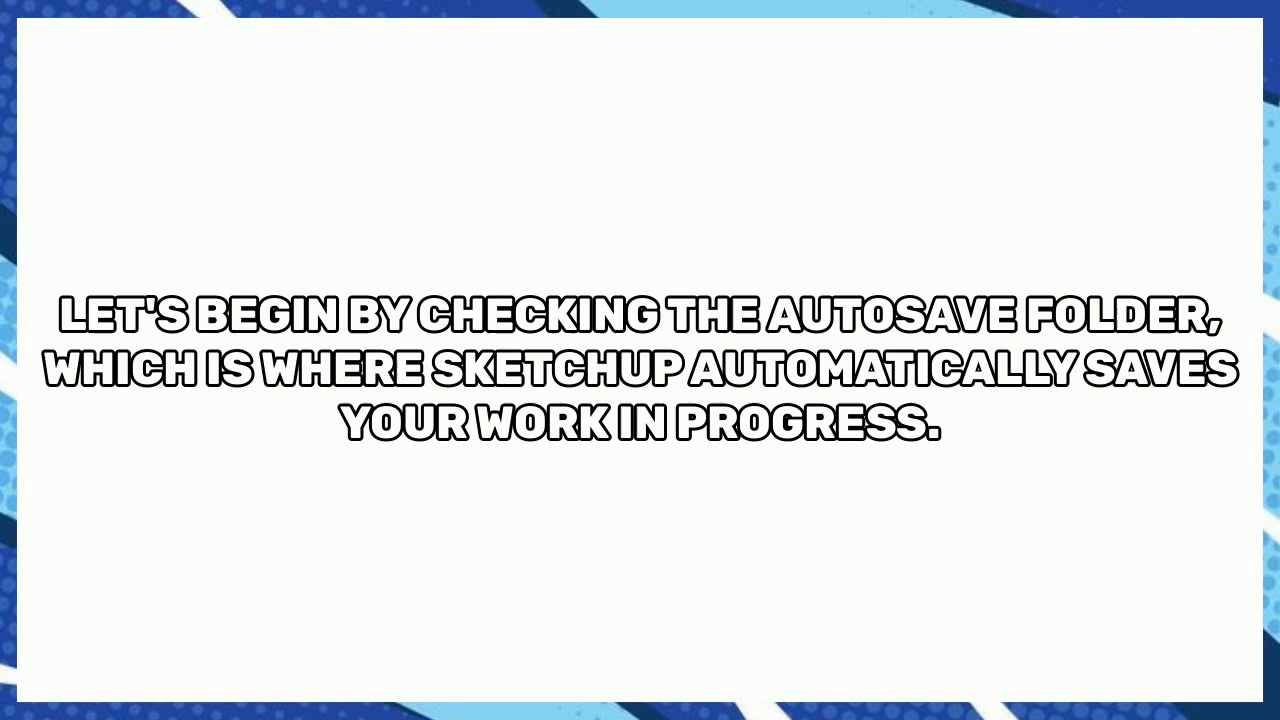 LET'S BEGIN BY CHECKING THE AUTOSAVE FOLDER,
WHICH IS WHERE SKETCHUP AUTOMATICALLY SAVES
YOUR WORK IN PROGRESS.